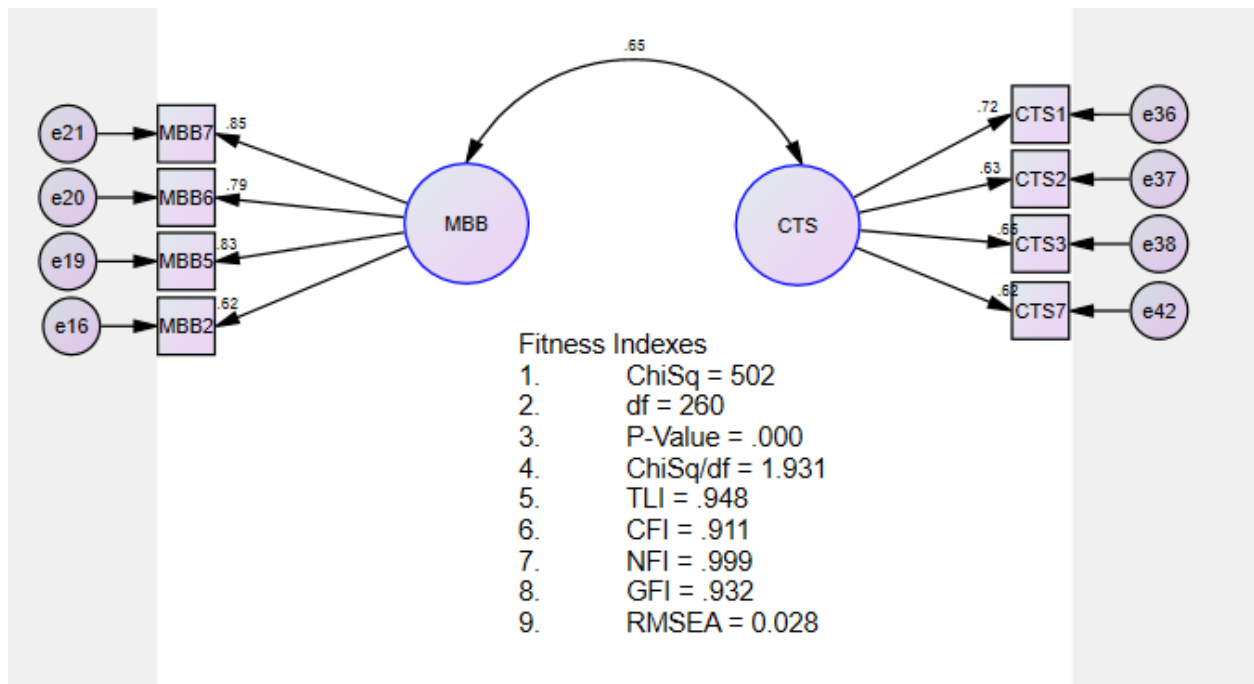 .65
e21
MBB7
.85
e20
MBB6
.79
e19
MBB5
.83
e16
MBB2
.62
MBB
CTS
.72
CTS1
e36
.63
CTS2
e37
.65
CTS3
e38
.62
CTS7
e42
Fitness Indexes
1. ChiSq = 502
2. df = 260
3. P-Value = .000
4. ChiSq/df = 1.931
5. TLI = .948
6. CFI = .911
7. NFI = .999
8. GFI = .932
9. RMSEA = 0.028